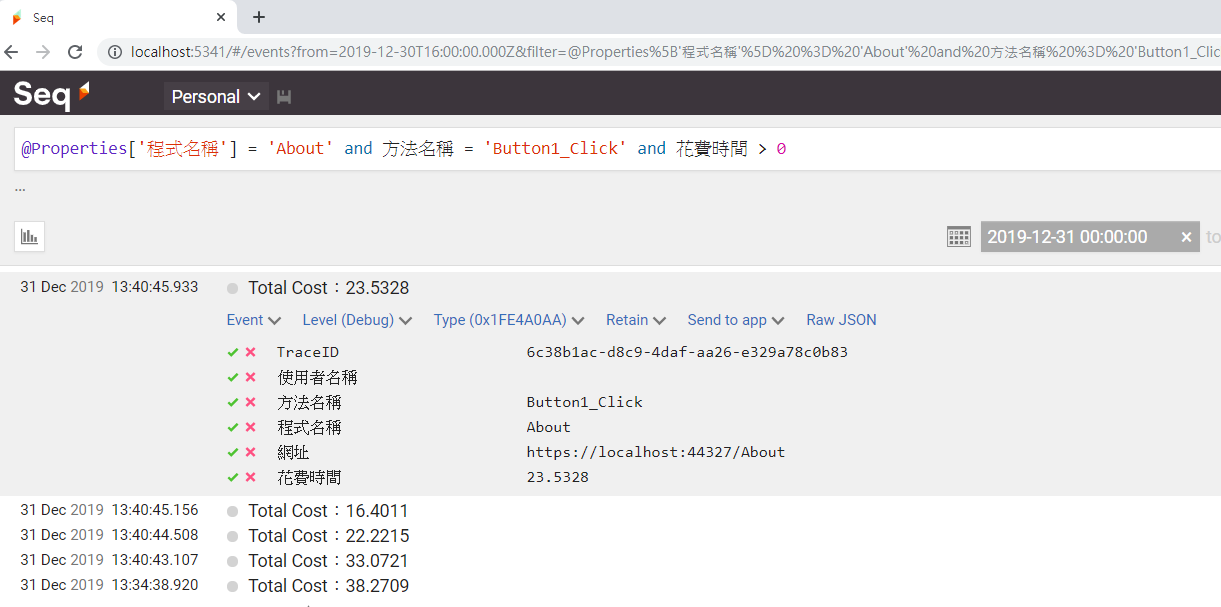 Seq
localhost:5341/#/events?from=2019-12-30T16:00:00.000Z&filter=@Properties%5B'程式名稱'%5D%20%3D%20'About'%20and%20方法名稱%20%3D%20'Button1_Clic
Seq Personal
@Properties['程式名稱'] = 'About' and 方法名稱 = 'Button1_Click' and 花費時間 > 0
...
2019-12-31 00:00:00 × to
31 Dec 2019 13:40:45.933 Total Cost：23.5328
Event Level (Debug) Type (0x1FE4A0AA) Retain Send to app Raw JSON
TraceID 6c38b1ac-d8c9-4daf-aa26-e329a78c0b83
使用者名稱
方法名稱 Button1_Click
程式名稱 About
網址 https://localhost:44327/About
花費時間 23.5328
31 Dec 2019 13:40:45.156 Total Cost：16.4011
31 Dec 2019 13:40:44.508 Total Cost：22.2215
31 Dec 2019 13:40:43.107 Total Cost：33.0721
31 Dec 2019 13:34:38.920 Total Cost：38.2709